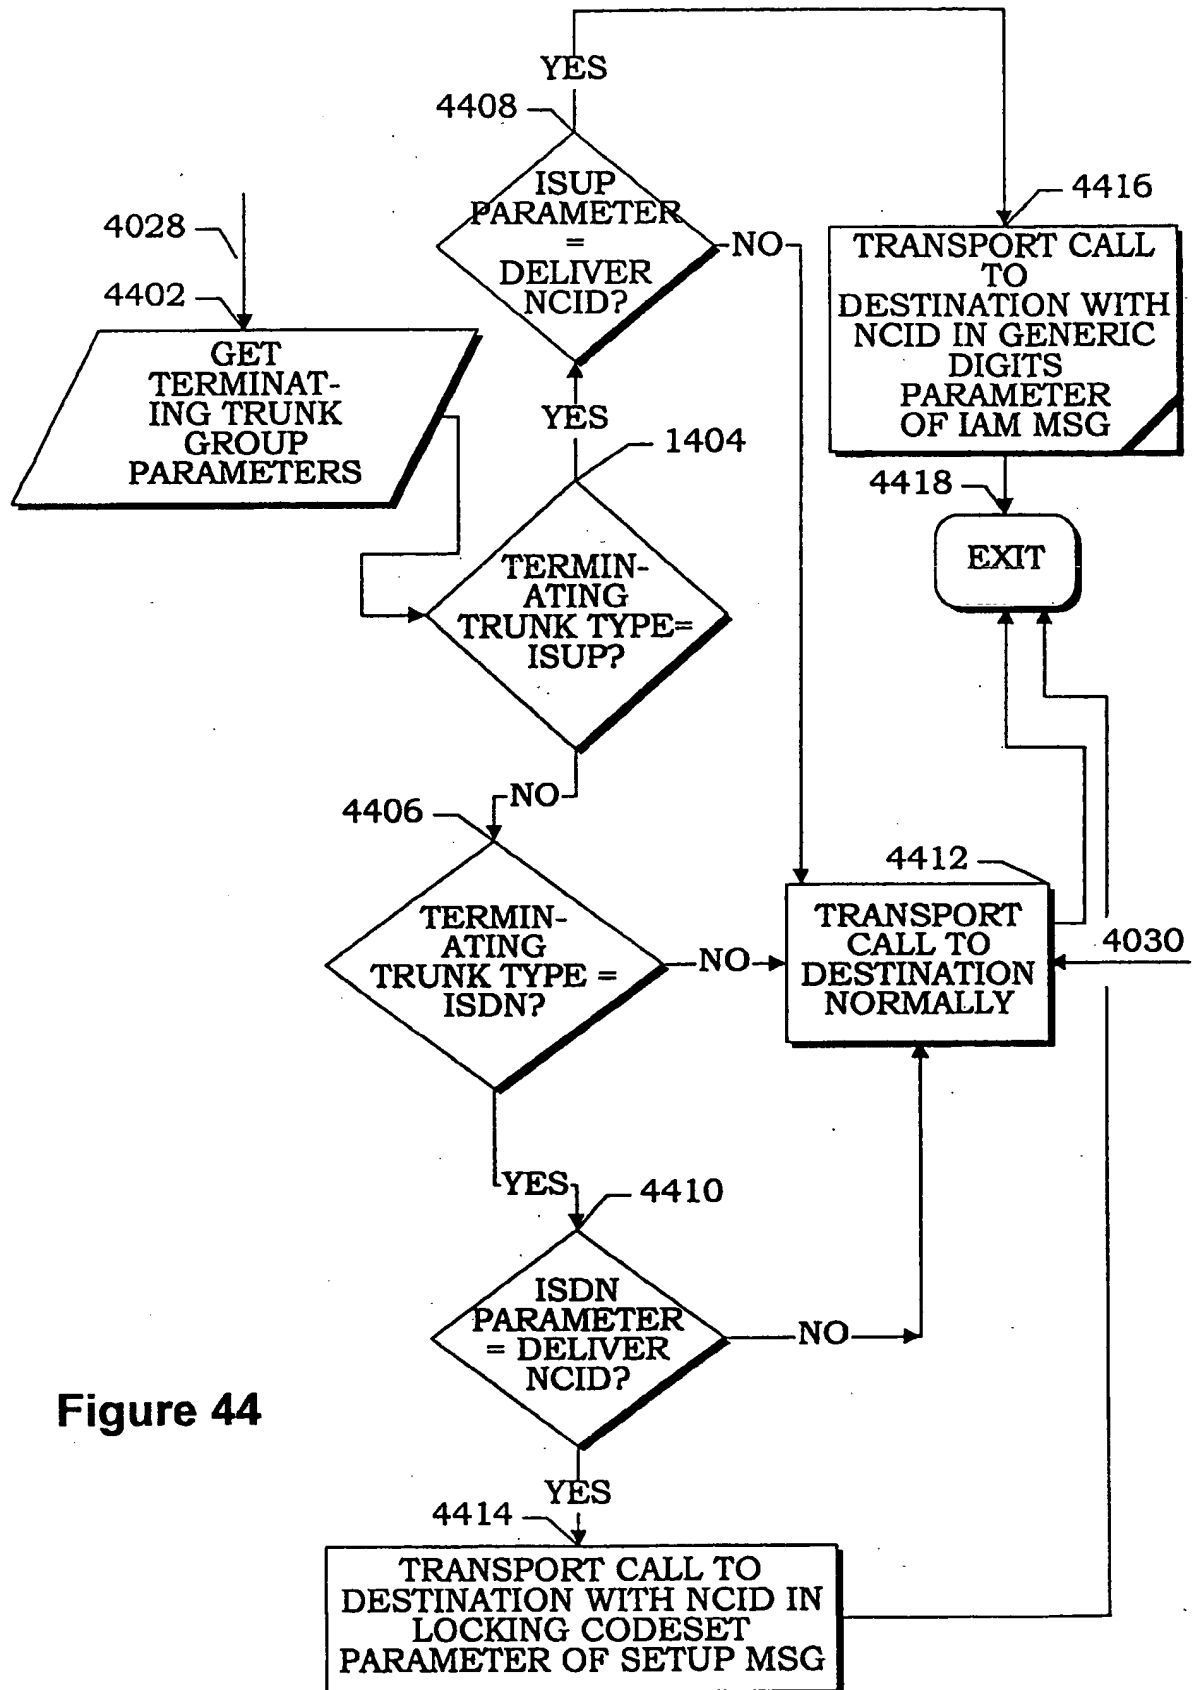 YES
4408
ISUP
PARAMETER
=
DELIVER
NCID?
NO
4416
TRANSPORT CALL
TO
DESTINATION WITH
NCID IN GENERIC
DIGITS
PARAMETER
OF IAM MSG
4028
4402
GET
TERMINAT-
ING TRUNK
GROUP
PARAMETERS
YES
1404
TERMIN-
ATING
TRUNK TYPE=
ISUP?
4418
EXIT
NO
4406
TERMIN-
ATING
TRUNK TYPE =
ISDN?
NO
4412
TRANSPORT
CALL TO
DESTINATION
NORMALLY
4030
YES
4410
ISDN
PARAMETER
= DELIVER
NCID?
NO
Figure 44
YES
4414
TRANSPORT CALL TO
DESTINATION WITH NCID IN
LOCKING CODESET
PARAMETER OF SETUP MSG